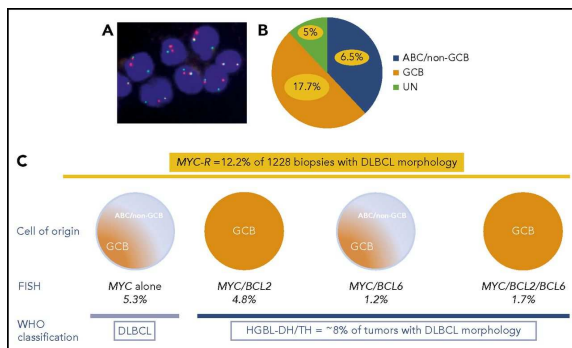 A
B
5%
6.5%
17.7%
ABC/non-GCB
GCB
UN
C
MYC-R =12.2% of 1228 biopsies with DLBCL morphology
Cell of origin
ABC/non-GCB
GCB
GCB
ABC/non-GCB
GCB
GCB
FISH
MYC alone
5.3%
MYC/BCL2
4.8%
MYC/BCL6
1.2%
MYC/BCL2/BCL6
1.7%
WHO
classification
DLBCL
HGBL-DH/TH = ~8% of tumors with DLBCL morphology